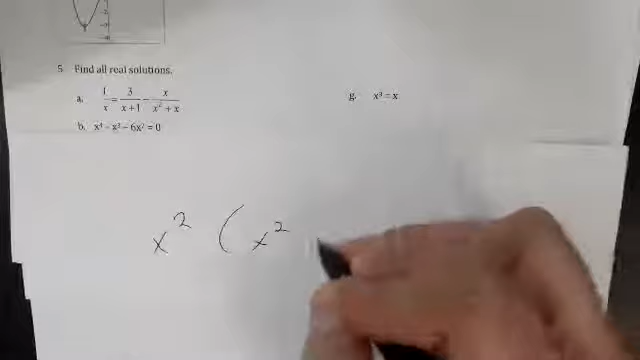 5. Find all real solutions.
a. 1/x = 3/x+1 - x/x²+x
g. x³ = x
b. x⁴ - x³ - 6x² = 0
x² ( x²